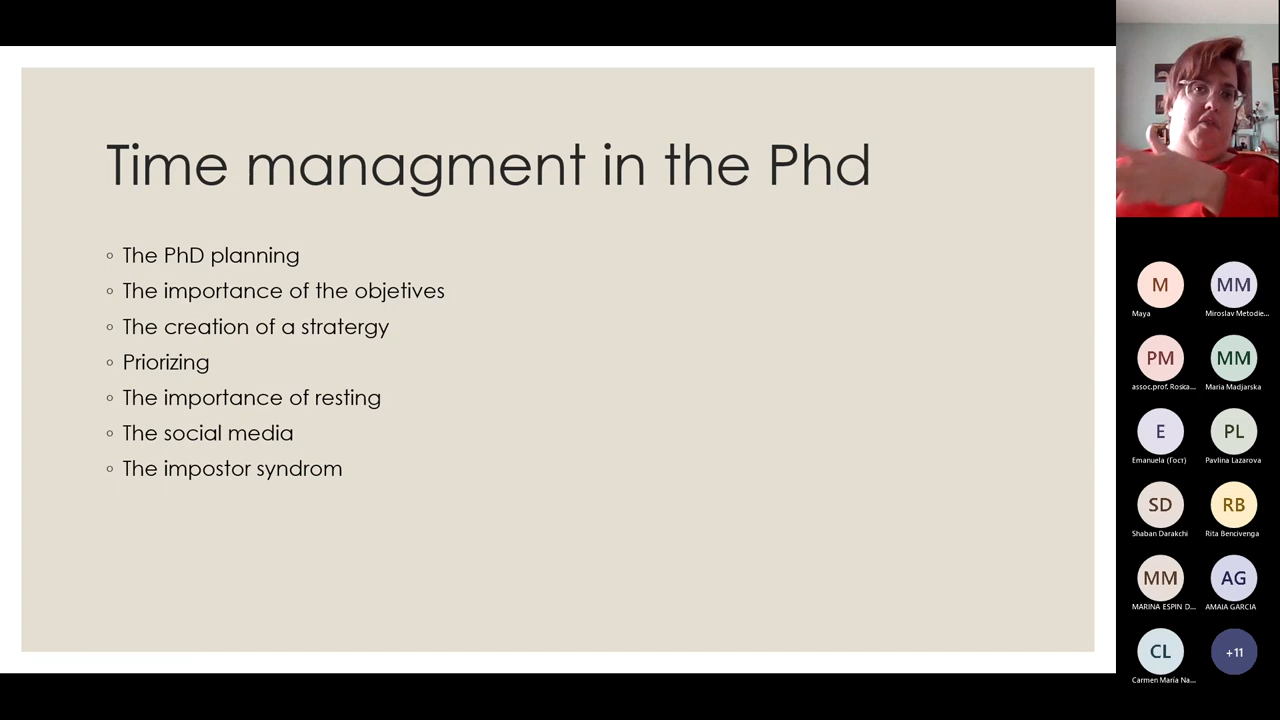 Time managment in the Phd
◦ The PhD planning
◦ The importance of the objetives
◦ The creation of a stratergy
◦ Priorizing
◦ The importance of resting
◦ The social media
◦ The impostor syndrom
M
MM
Maya
Miroslav Metodie...
PM
MM
assoc.prof. Rosica...
Maria Madjarska
E
PL
Emanuela (Гост)
Pavlina Lazarova
SD
RB
Shaban Darakchi
Rita Bencivenga
MM
AG
MARINA ESPIN D...
AMAIA GARCIA
CL
+11
Carmen María Na...